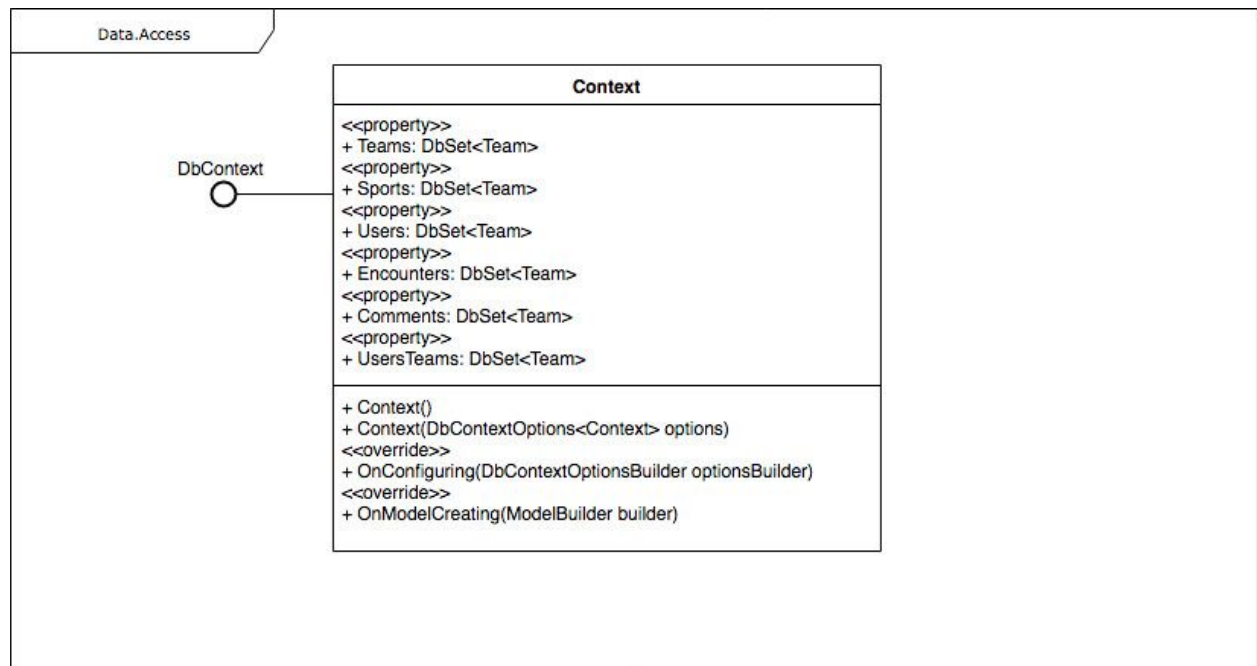 Data.Access
Context
<<property>>
+ Teams: DbSet<Team>
<<property>>
+ Sports: DbSet<Team>
<<property>>
+ Users: DbSet<Team>
<<property>>
+ Encounters: DbSet<Team>
<<property>>
+ Comments: DbSet<Team>
<<property>>
+ UsersTeams: DbSet<Team>
DbContext
+ Context()
+ Context(DbContextOptions<Context> options)
<<override>>
+ OnConfiguring(DbContextOptionsBuilder optionsBuilder)
<<override>>
+ OnModelCreating(ModelBuilder builder)